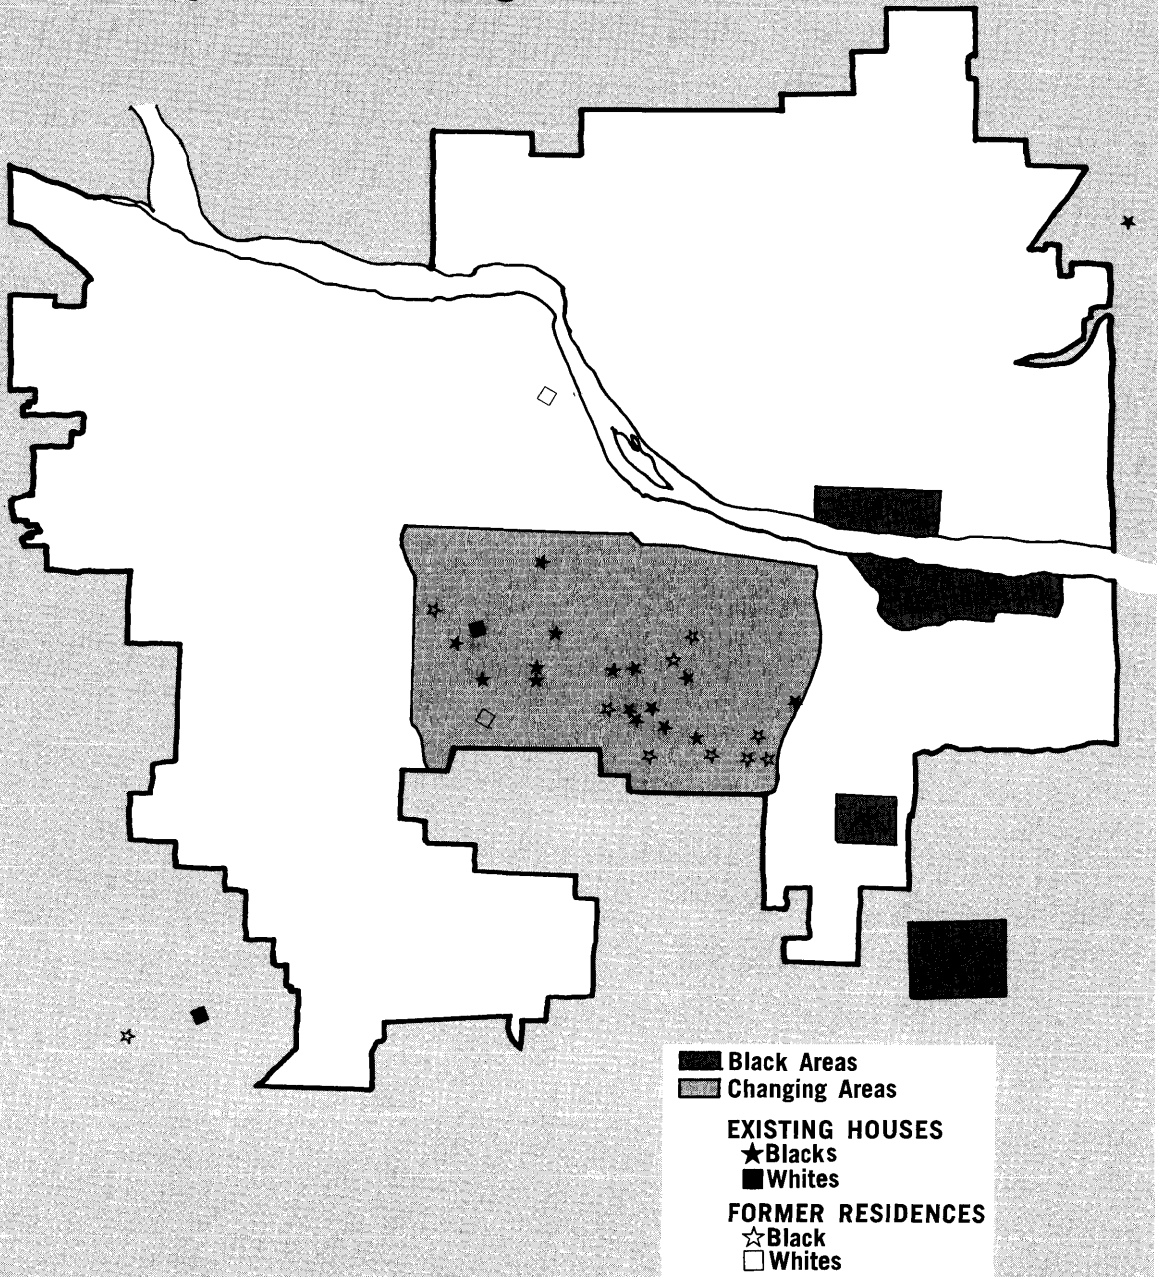 Black Areas
Changing Areas
EXISTING HOUSES
Blacks
Whites
FORMER RESIDENCES
Black
Whites